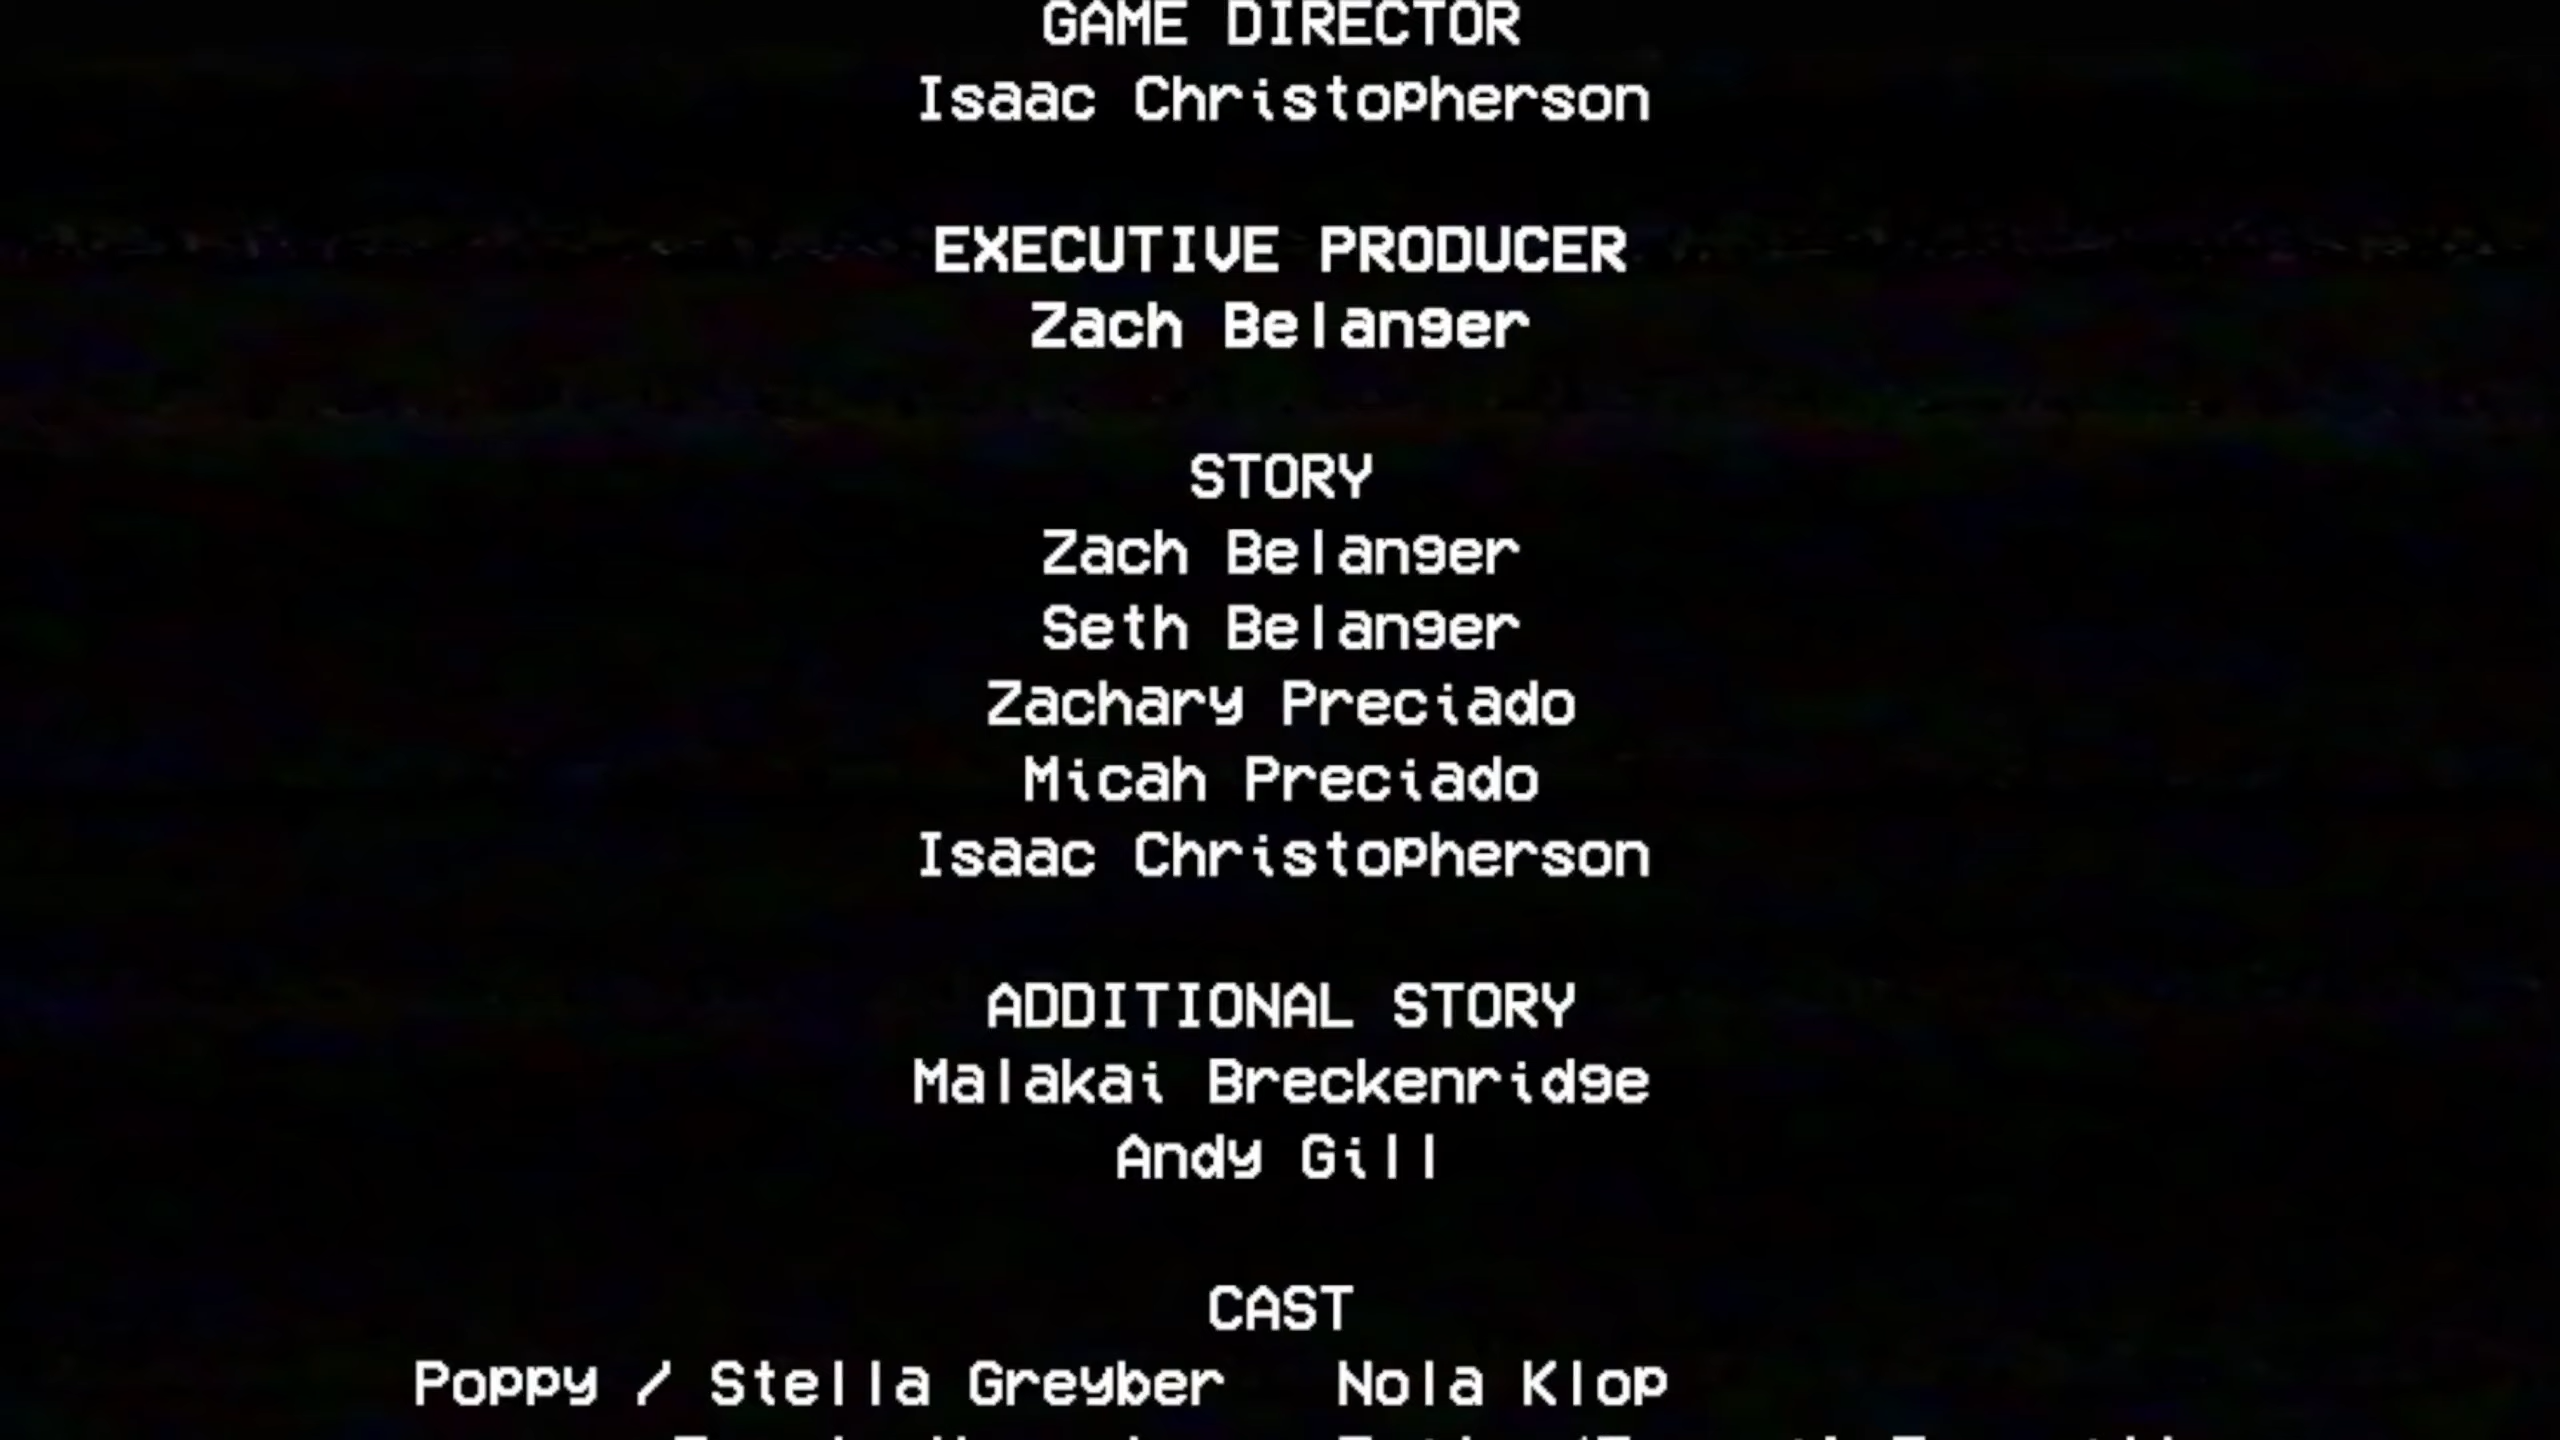 GAME DIRECTOR
Isaac Christopherson
EXECUTIVE PRODUCER
Zach Belanger
STORY
Zach Belanger
Seth Belanger
Zachary Preciado
Micah Preciado
Isaac Christopherson
ADDITIONAL STORY
Malakai Breckenridge
Andy Gill
CAST
Poppy / Stella Greyber Nola Klop